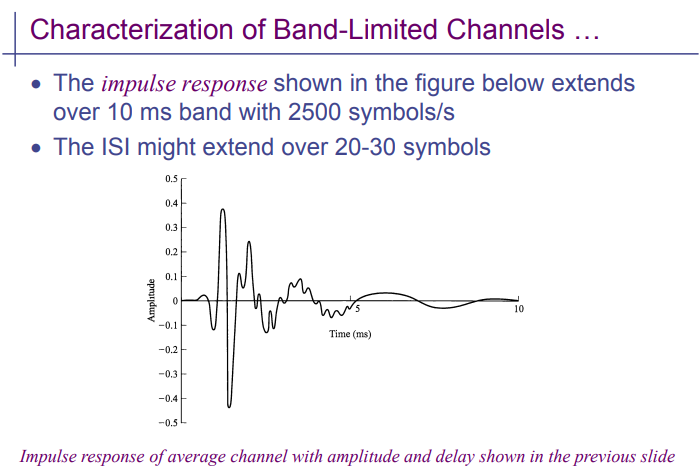 Characterization of Band-Limited Channels …
• The impulse response shown in the figure below extends
over 10 ms band with 2500 symbols/s
• The ISI might extend over 20-30 symbols
0.5
0.4
0.3
0.2
0.1
0
−0.1
−0.2
−0.3
−0.4
−0.5
Amplitude
5
10
Time (ms)
Impulse response of average channel with amplitude and delay shown in the previous slide